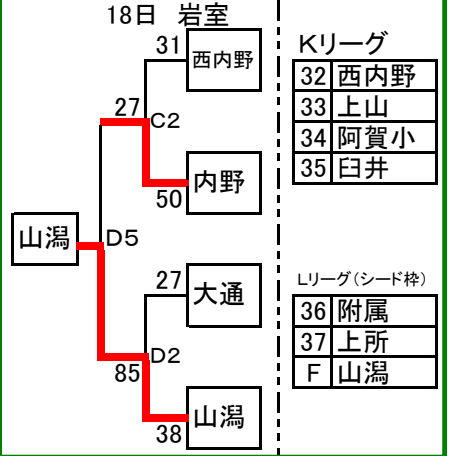 18日 岩室
31
西内野
27
C2
内野
50
山潟
D5
27
大通
D2
85
山潟
38
Kリーグ
32 西内野
33 上山
34 阿賀小
35 臼井
Lリーグ(シード枠)
36 附属
37 上所
F 山潟